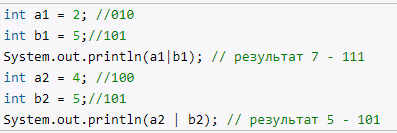 int a1 = 2; //010
int b1 = 5;//101
System.out.println(a1|b1); // результат 7 - 111
int a2 = 4; //100
int b2 = 5;//101
System.out.println(a2 | b2); // результат 5 - 101